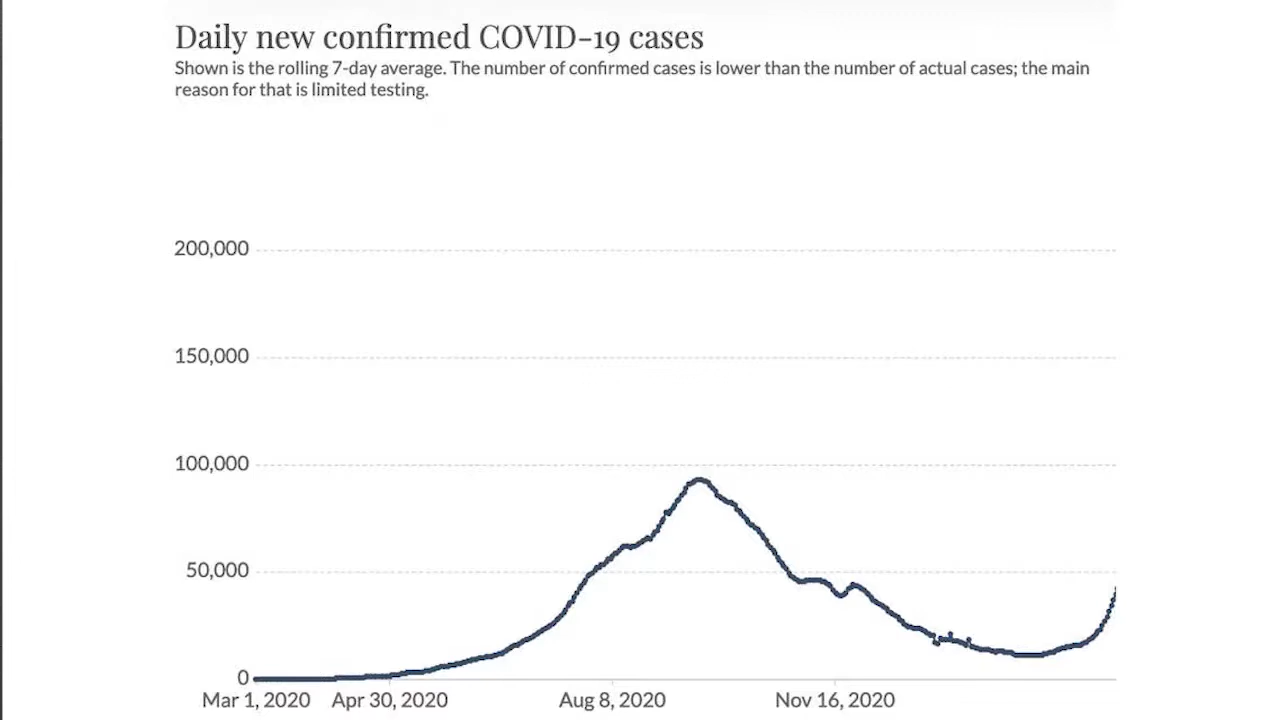 Daily new confirmed COVID-19 cases
Shown is the rolling 7-day average. The number of confirmed cases is lower than the number of actual cases; the main
reason for that is limited testing.
200,000
150,000
100,000
50,000
0
Mar 1, 2020 Apr 30, 2020 Aug 8, 2020 Nov 16, 2020